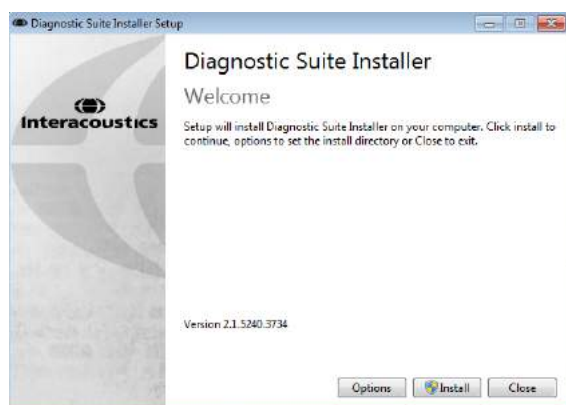 Diagnostic Suite Installer Setup
Diagnostic Suite Installer
Welcome
Interacoustics
Setup will install Diagnostic Suite Installer on your computer. Click install to
continue, options to set the install directory or Close to exit.
Version 2.1.5240.3734
Options
Install
Close